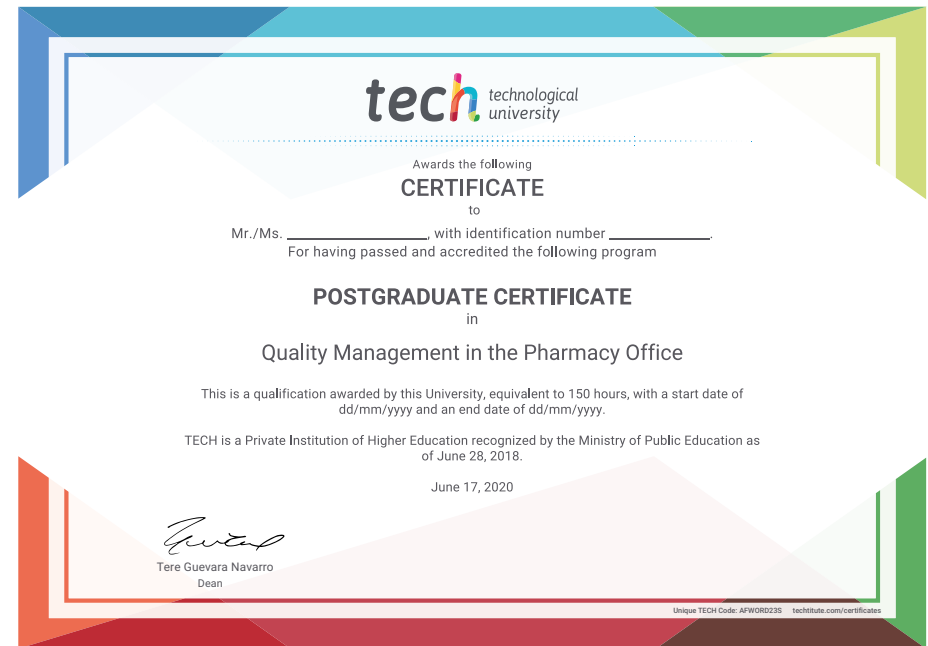 tech technological
university
Awards the following
CERTIFICATE
to
Mr./Ms. ____________________, with identification number ______________.
For having passed and accredited the following program
POSTGRADUATE CERTIFICATE
in
Quality Management in the Pharmacy Office
This is a qualification awarded by this University, equivalent to 150 hours, with a start date of
dd/mm/yyyy and an end date of dd/mm/yyyy.
TECH is a Private Institution of Higher Education recognized by the Ministry of Public Education as
of June 28, 2018.
June 17, 2020
Tere Guevara Navarro
Dean
Unique TECH Code: AFWORD23S techtitute.com/certificates